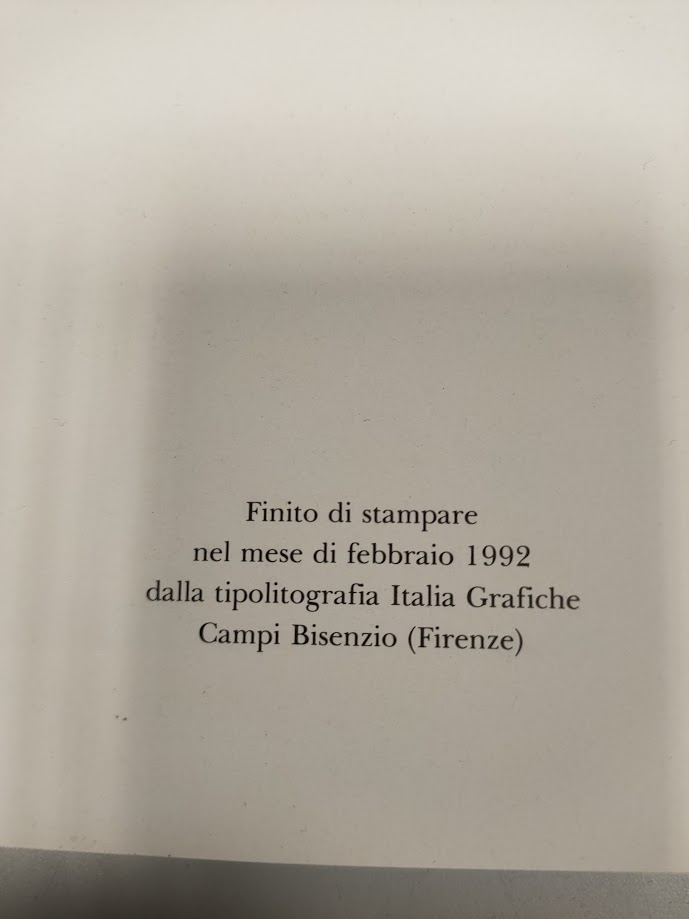 Finito di stampare
nel mese di febbraio 1992
dalla tipolitografia Italia Grafiche
Campi Bisenzio (Firenze)